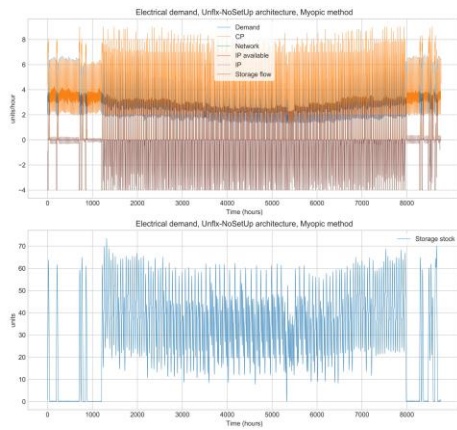 Electrical demand, Unflx-NoSetUp architecture, Myopic method
Demand
CP
Network
IP available
IP
Storage flow
units/hour
8
6
4
2
0
−2
−4
0
1000
2000
3000
4000
5000
6000
7000
8000
Time (hours)
Electrical demand, Unflx-NoSetUp architecture, Myopic method
Storage stock
units
70
60
50
40
30
20
10
0
0
1000
2000
3000
4000
5000
6000
7000
8000
Time (hours)